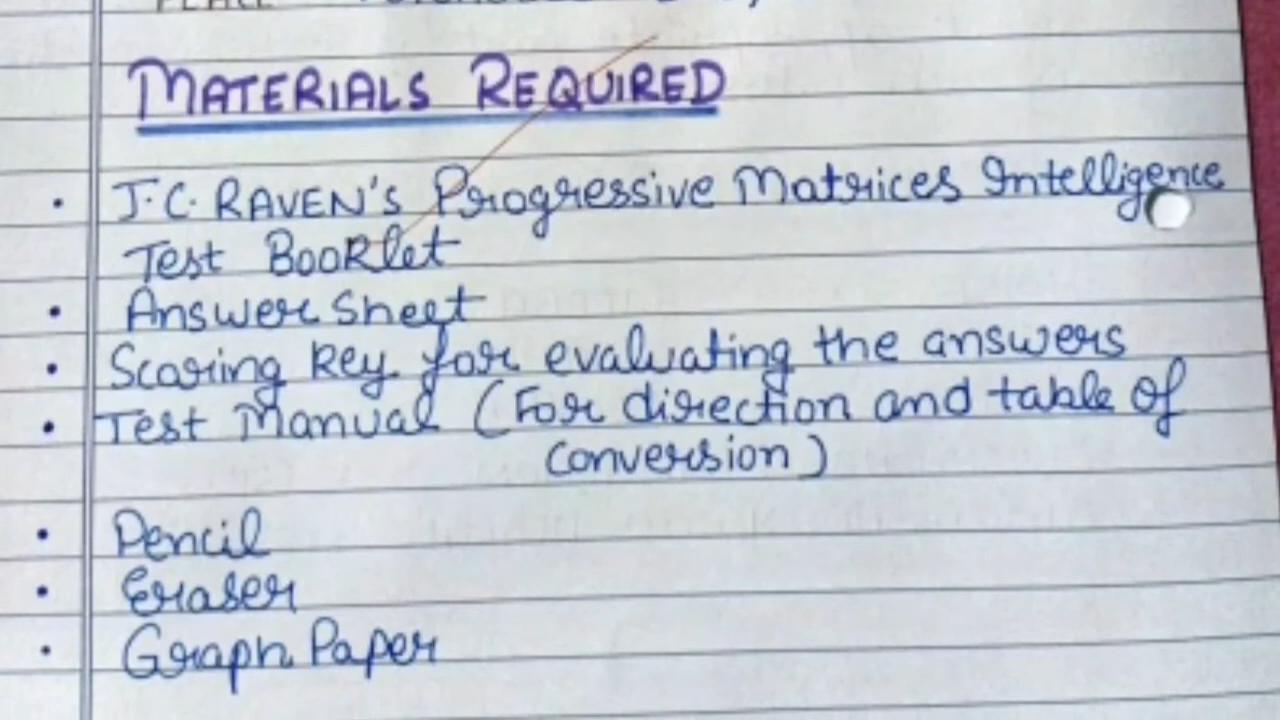 MATERIALS REQUIRED
• J.C. RAVEN'S Progressive Matrices Intelligence
Test Booklet
• Answer Sheet
• Scoring key for evaluating the answers
• Test Manual (For direction and table of
conversion)
• Pencil
• Eraser
• Graph Paper